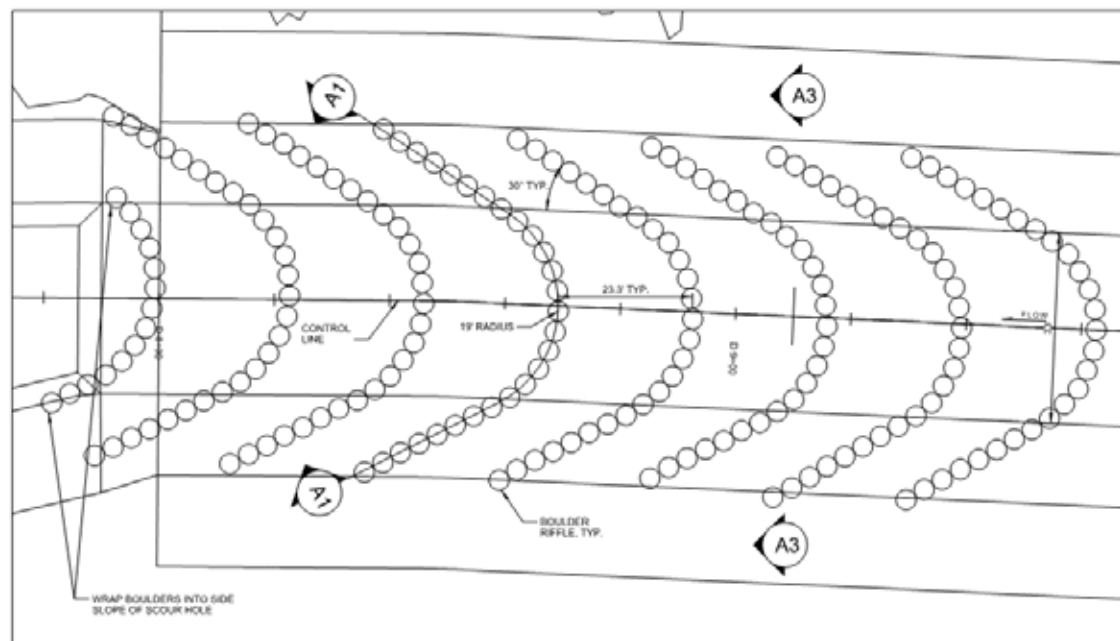 A1
A3
30° TYP.
23.3' TYP.
CONTROL
LINE
19' RADIUS
FLOW
A1
BOULDER
RIFFLE, TYP.
A3
WRAP BOULDERS INTO SIDE
SLOPE OF SCOUR HOLE